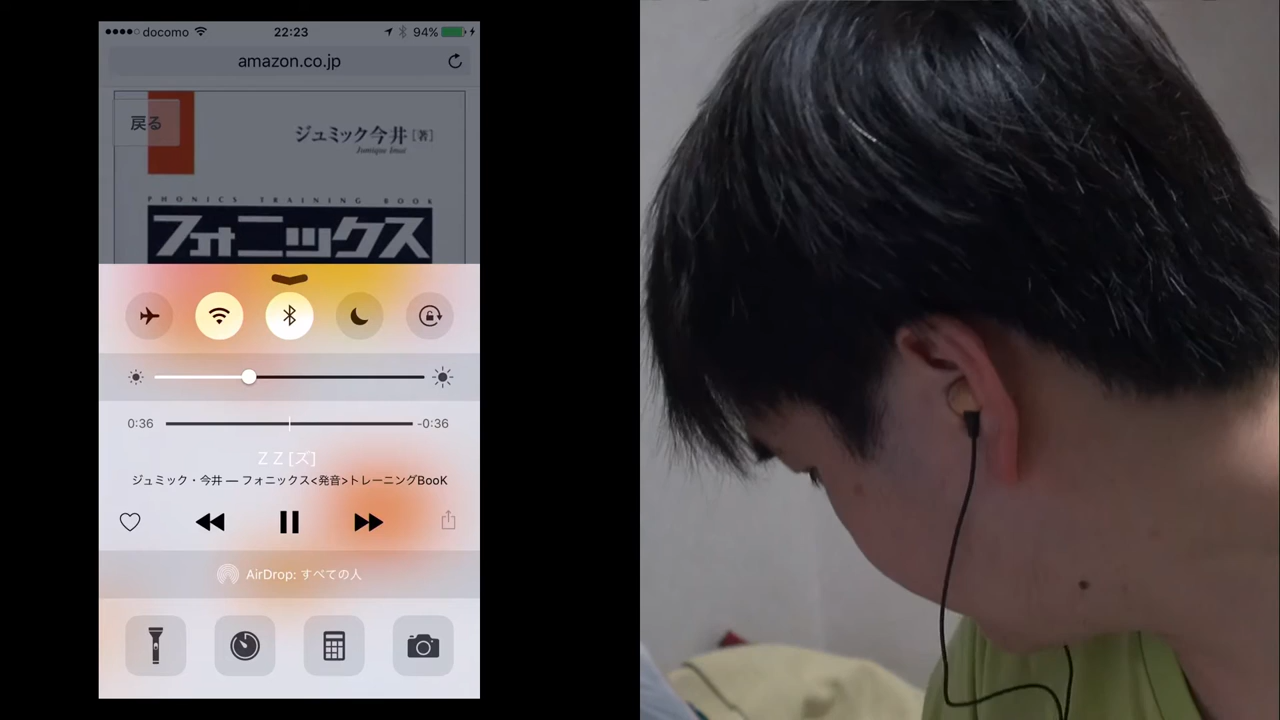 docomo 22:23 94%
amazon.co.jp
戻る
ジュミック今井[著]
Jumique Imai
PHONICS TRAINING BOOK
フォニックス
0:36 -0:36
Z Z [ズ]
ジュミック・今井 — フォニックス<発音>トレーニングBooK
AirDrop: すべての人